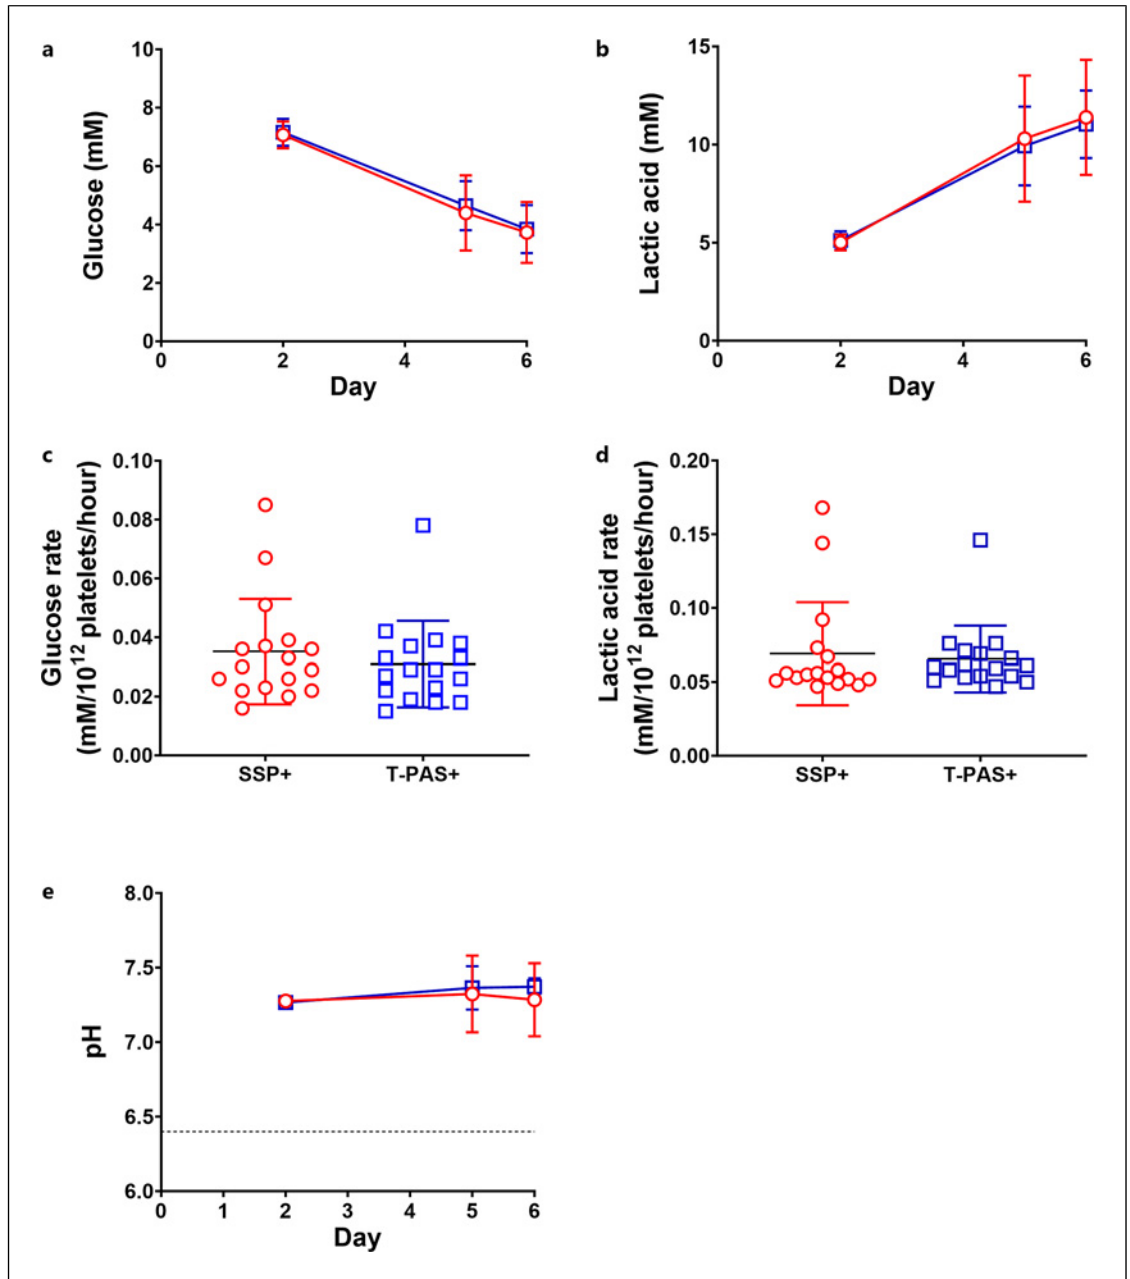 a
10
8
6
4
2
0
Glucose (mM)
0 2 4 6
Day
b
15
10
5
0
Lactic acid (mM)
0 2 4 6
Day
c
0.10
0.08
0.06
0.04
0.02
0.00
Glucose rate
(mM/10¹² platelets/hour)
SSP+ T-PAS+
d
0.20
0.15
0.10
0.05
0.00
Lactic acid rate
(mM/10¹² platelets/hour)
SSP+ T-PAS+
e
8.0
7.5
7.0
6.5
6.0
pH
0 1 2 3 4 5 6
Day